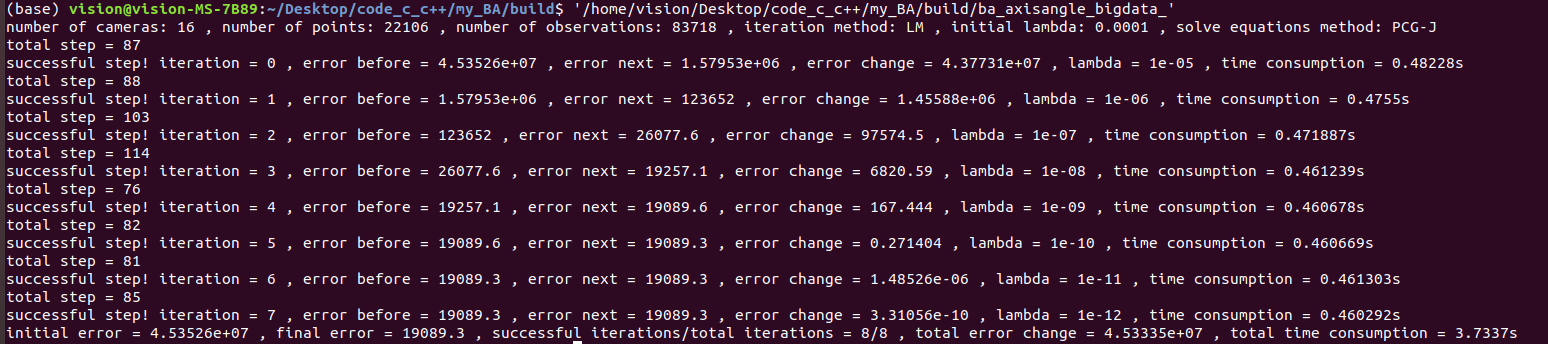 (base) vision@vision-MS-7B89:~/Desktop/code_c_c++/my_BA/build$ '/home/vision/Desktop/code_c_c++/my_BA/build/ba_axisangle_bigdata_'
number of cameras: 16 , number of points: 22106 , number of observations: 83718 , iteration method: LM , initial lambda: 0.0001 , solve equations method: PCG-J
total step = 87
successful step! iteration = 0 , error before = 4.53526e+07 , error next = 1.57953e+06 , error change = 4.37731e+07 , lambda = 1e-05 , time consumption = 0.48228s
total step = 88
successful step! iteration = 1 , error before = 1.57953e+06 , error next = 123652 , error change = 1.45588e+06 , lambda = 1e-06 , time consumption = 0.4755s
total step = 103
successful step! iteration = 2 , error before = 123652 , error next = 26077.6 , error change = 97574.5 , lambda = 1e-07 , time consumption = 0.471887s
total step = 114
successful step! iteration = 3 , error before = 26077.6 , error next = 19257.1 , error change = 6820.59 , lambda = 1e-08 , time consumption = 0.461239s
total step = 76
successful step! iteration = 4 , error before = 19257.1 , error next = 19089.6 , error change = 167.444 , lambda = 1e-09 , time consumption = 0.460678s
total step = 82
successful step! iteration = 5 , error before = 19089.6 , error next = 19089.3 , error change = 0.271404 , lambda = 1e-10 , time consumption = 0.460669s
total step = 81
successful step! iteration = 6 , error before = 19089.3 , error next = 19089.3 , error change = 1.48526e-06 , lambda = 1e-11 , time consumption = 0.461303s
total step = 85
successful step! iteration = 7 , error before = 19089.3 , error next = 19089.3 , error change = 3.31056e-10 , lambda = 1e-12 , time consumption = 0.460292s
initial error = 4.53526e+07 , final error = 19089.3 , successful iterations/total iterations = 8/8 , total error change = 4.53335e+07 , total time consumption = 3.7337s